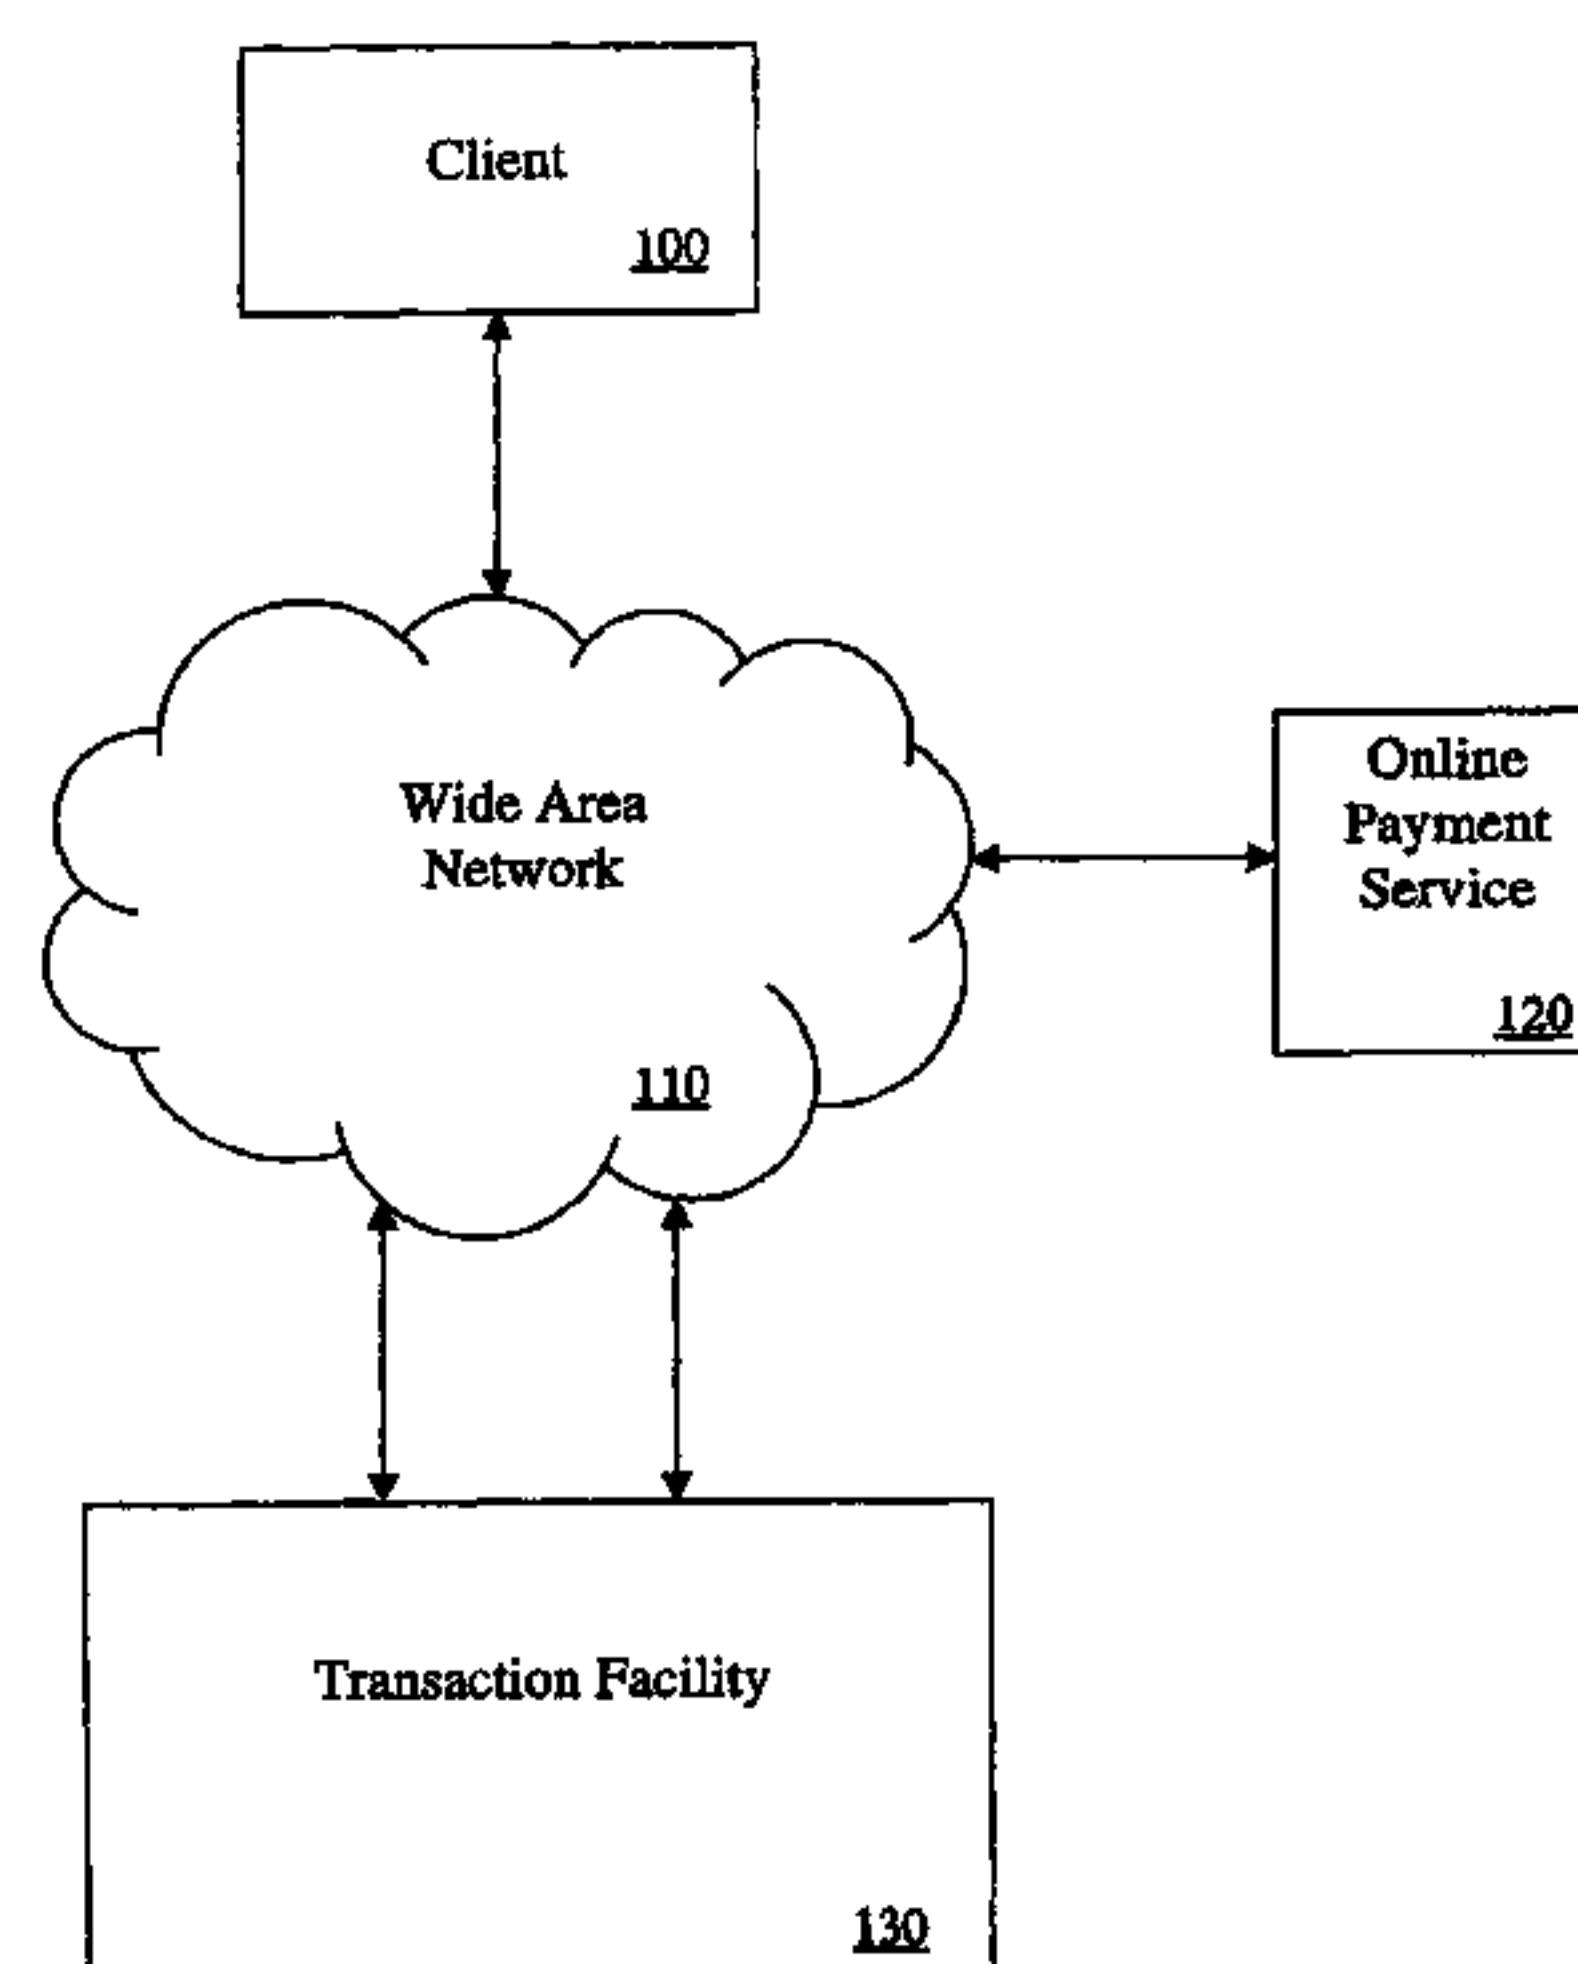 Client
100
Wide Area
Network
110
Online
Payment
Service
120
Transaction Facility
130